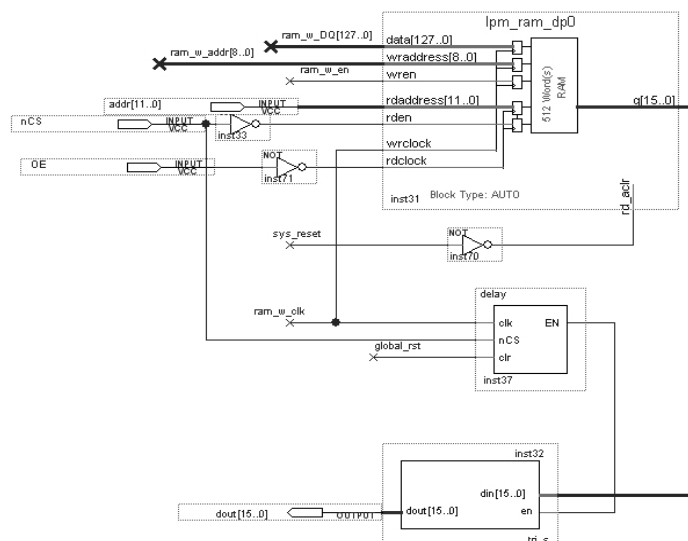 lpm_ram_dp0
ram_w_DQ[127..0]
data[127..0]
ram_w_addr[8..0]
wraddress[8..0]
ram_w_en
wren
addr[11..0]
INPUT
VCC
rdaddress[11..0]
q[15..0]
512 Word(s)
RAM
nCS
INPUT
VCC
inst33
rden
wrclock
OE
INPUT
VCC
NOT
inst71
rdclock
inst31
Block Type: AUTO
rd_aclr
sys_reset
NOT
inst70
delay
ram_w_clk
clk
EN
nCS
global_rst
clr
inst37
inst32
din[15..0]
dout[15..0]
OUTPUT
dout[15..0]
en
tri_s